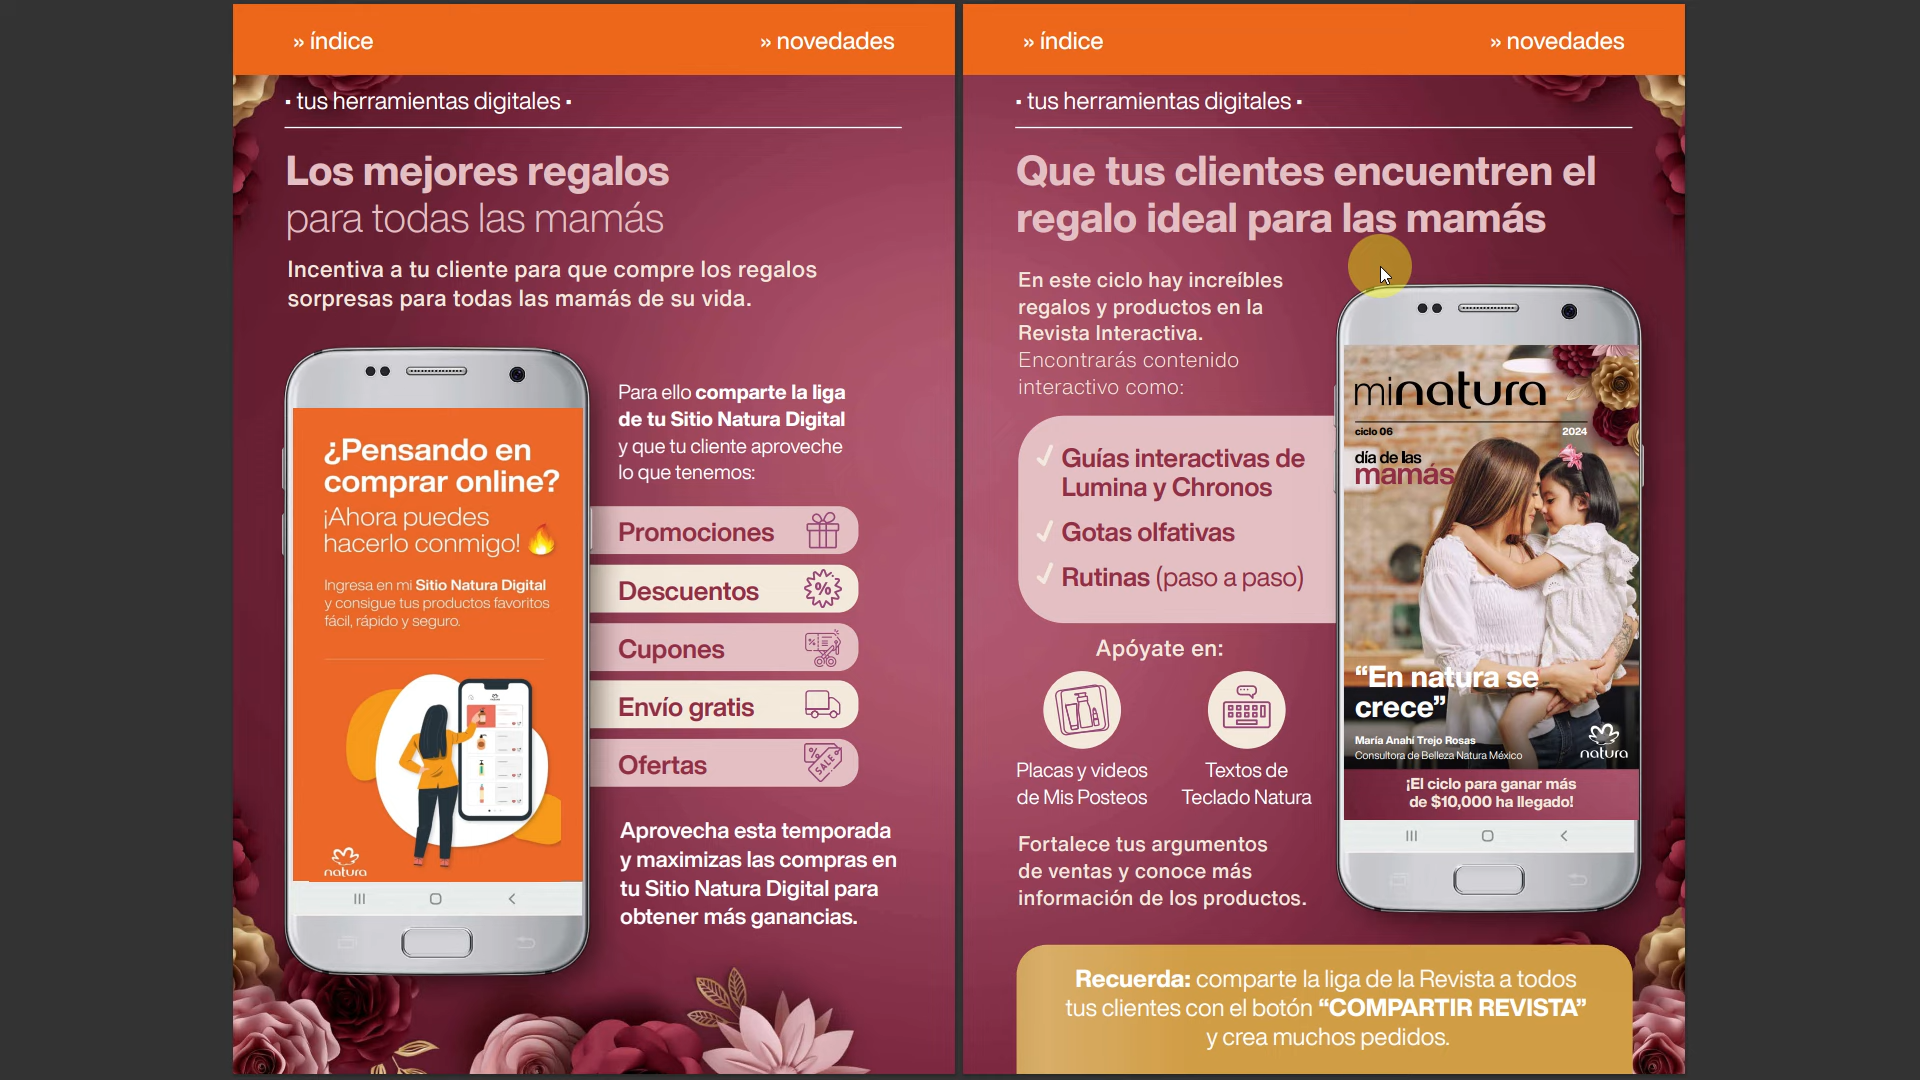 » índice
» novedades
· tus herramientas digitales ·
Los mejores regalos
para todas las mamás
Incentiva a tu cliente para que compre los regalos
sorpresas para todas las mamás de su vida.
¿Pensando en
comprar online?
¡Ahora puedes
hacerlo conmigo!
Ingresa en mi Sitio Natura Digital
y consigue tus productos favoritos
fácil, rápido y seguro.
natura
Para ello comparte la liga
de tu Sitio Natura Digital
y que tu cliente aproveche
lo que tenemos:
Promociones
Descuentos
%
Cupones
%
Envío gratis
Ofertas
%
SALE
Aprovecha esta temporada
y maximizas las compras en
tu Sitio Natura Digital para
obtener más ganancias.
» índice
» novedades
· tus herramientas digitales ·
Que tus clientes encuentren el
regalo ideal para las mamás
En este ciclo hay increíbles
regalos y productos en la
Revista Interactiva.
Encontrarás contenido
interactivo como:
Guías interactivas de
Lumina y Chronos
Gotas olfativas
Rutinas (paso a paso)
Apóyate en:
Placas y videos
de Mis Posteos
Textos de
Teclado Natura
Fortalece tus argumentos
de ventas y conoce más
información de los productos.
minatura
ciclo 06
2024
día de las
mamás
“En natura se
crece”
María Anahí Trejo Rosas
Consultora de Belleza Natura México
natura
¡El ciclo para ganar más
de $10,000 ha llegado!
Recuerda: comparte la liga de la Revista a todos
tus clientes con el botón “COMPARTIR REVISTA”
y crea muchos pedidos.